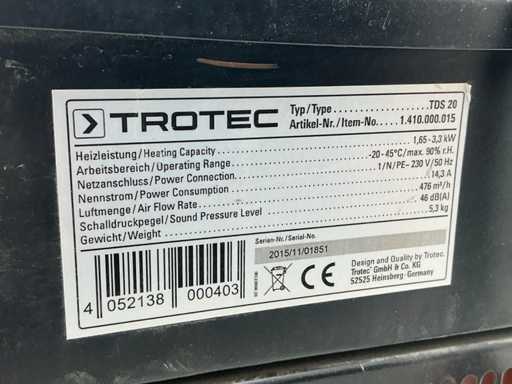 TROTEC
Typ/Type ........................ TDS 20
Artikel-Nr./Item-No. .... 1.410.000.015
Heizleistung/Heating Capacity ........ 1,65-3,3 kW
Arbeitsbereich/Operating Range ........ -20-45°C/max. 90% r.H.
Netzanschluss/Power Connection ........ 1/N/PE~ 230 V/50 Hz
Nennstrom/Power Consumption ........ 14,3 A
Luftmenge/Air Flow Rate ........ 476 m³/h
Schalldruckpegel/Sound Pressure Level ........ 46 dB(A)
Gewicht/Weight ........ 5,3 kg
Serien-Nr./Serial-No.
2015/11/01851
4 052138 000403
CE
Design and Quality by Trotec.
Trotec® GmbH & Co. KG
52525 Heinsberg-Germany